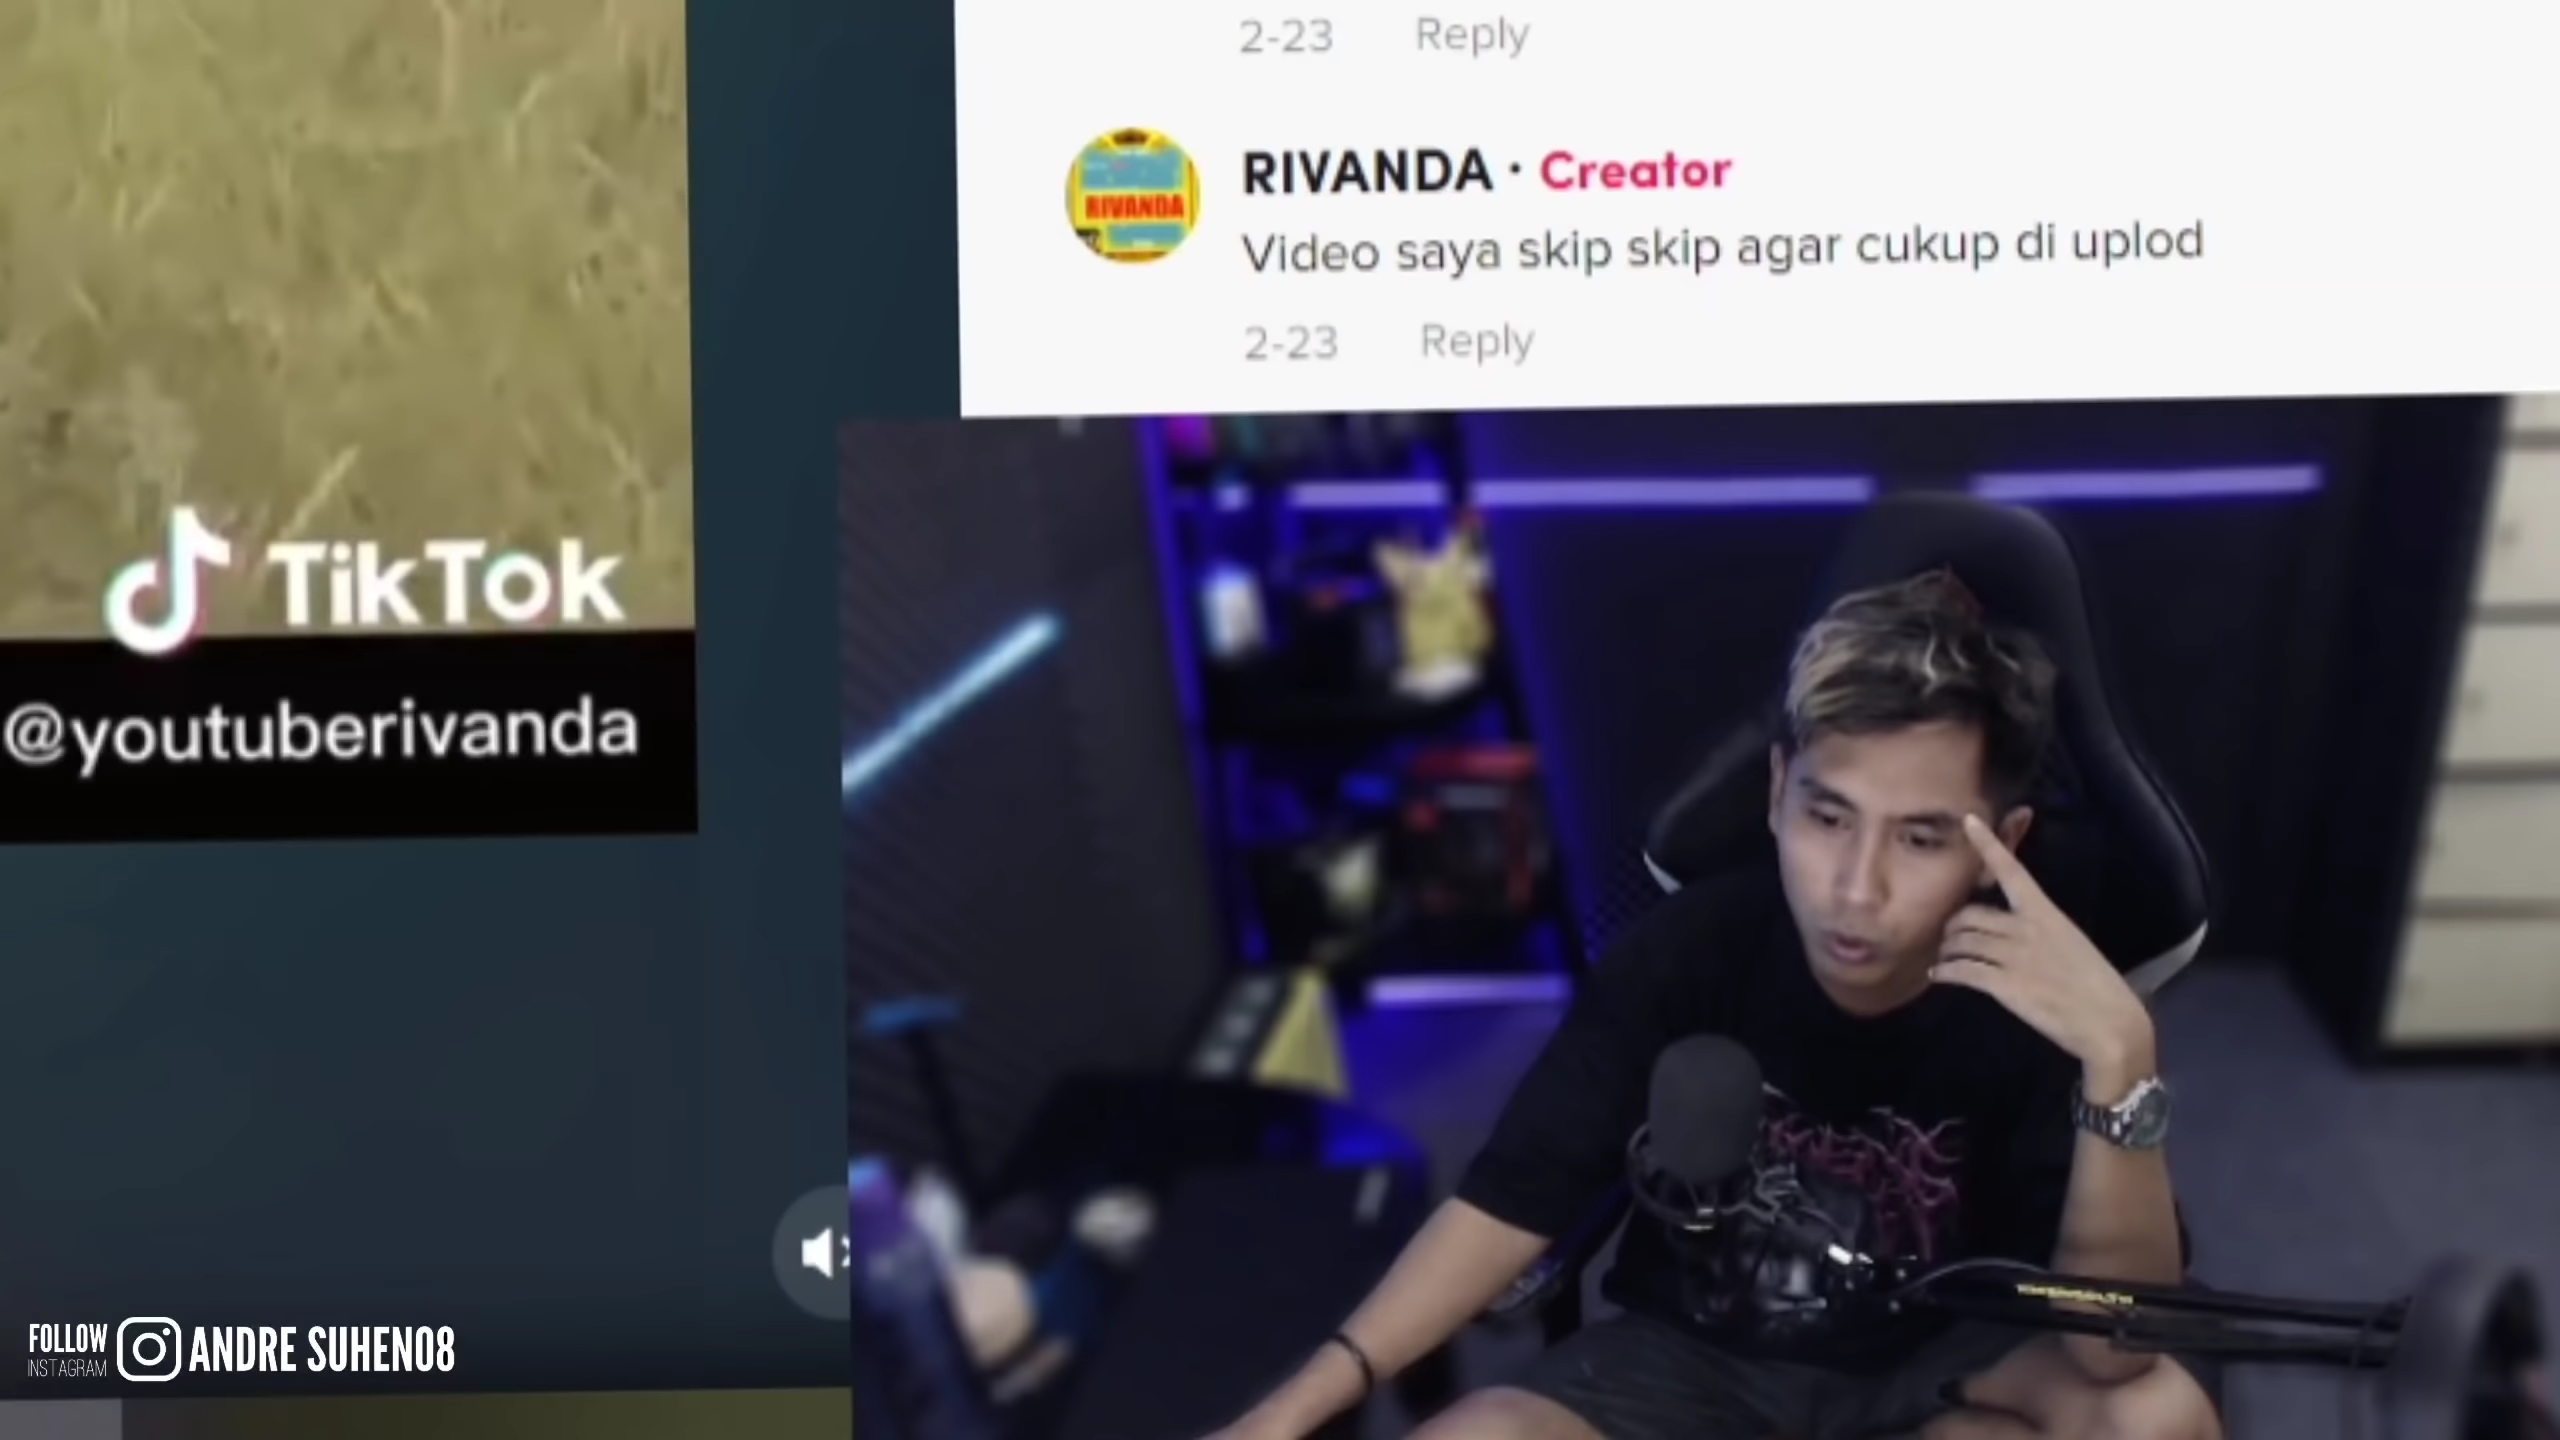 2-23 Reply
RIVANDA · Creator
Video saya skip skip agar cukup di uplod
2-23 Reply
RIVANDA
TikTok
@youtuberivanda
FOLLOW
INSTAGRAM
ANDRE SUHEN08